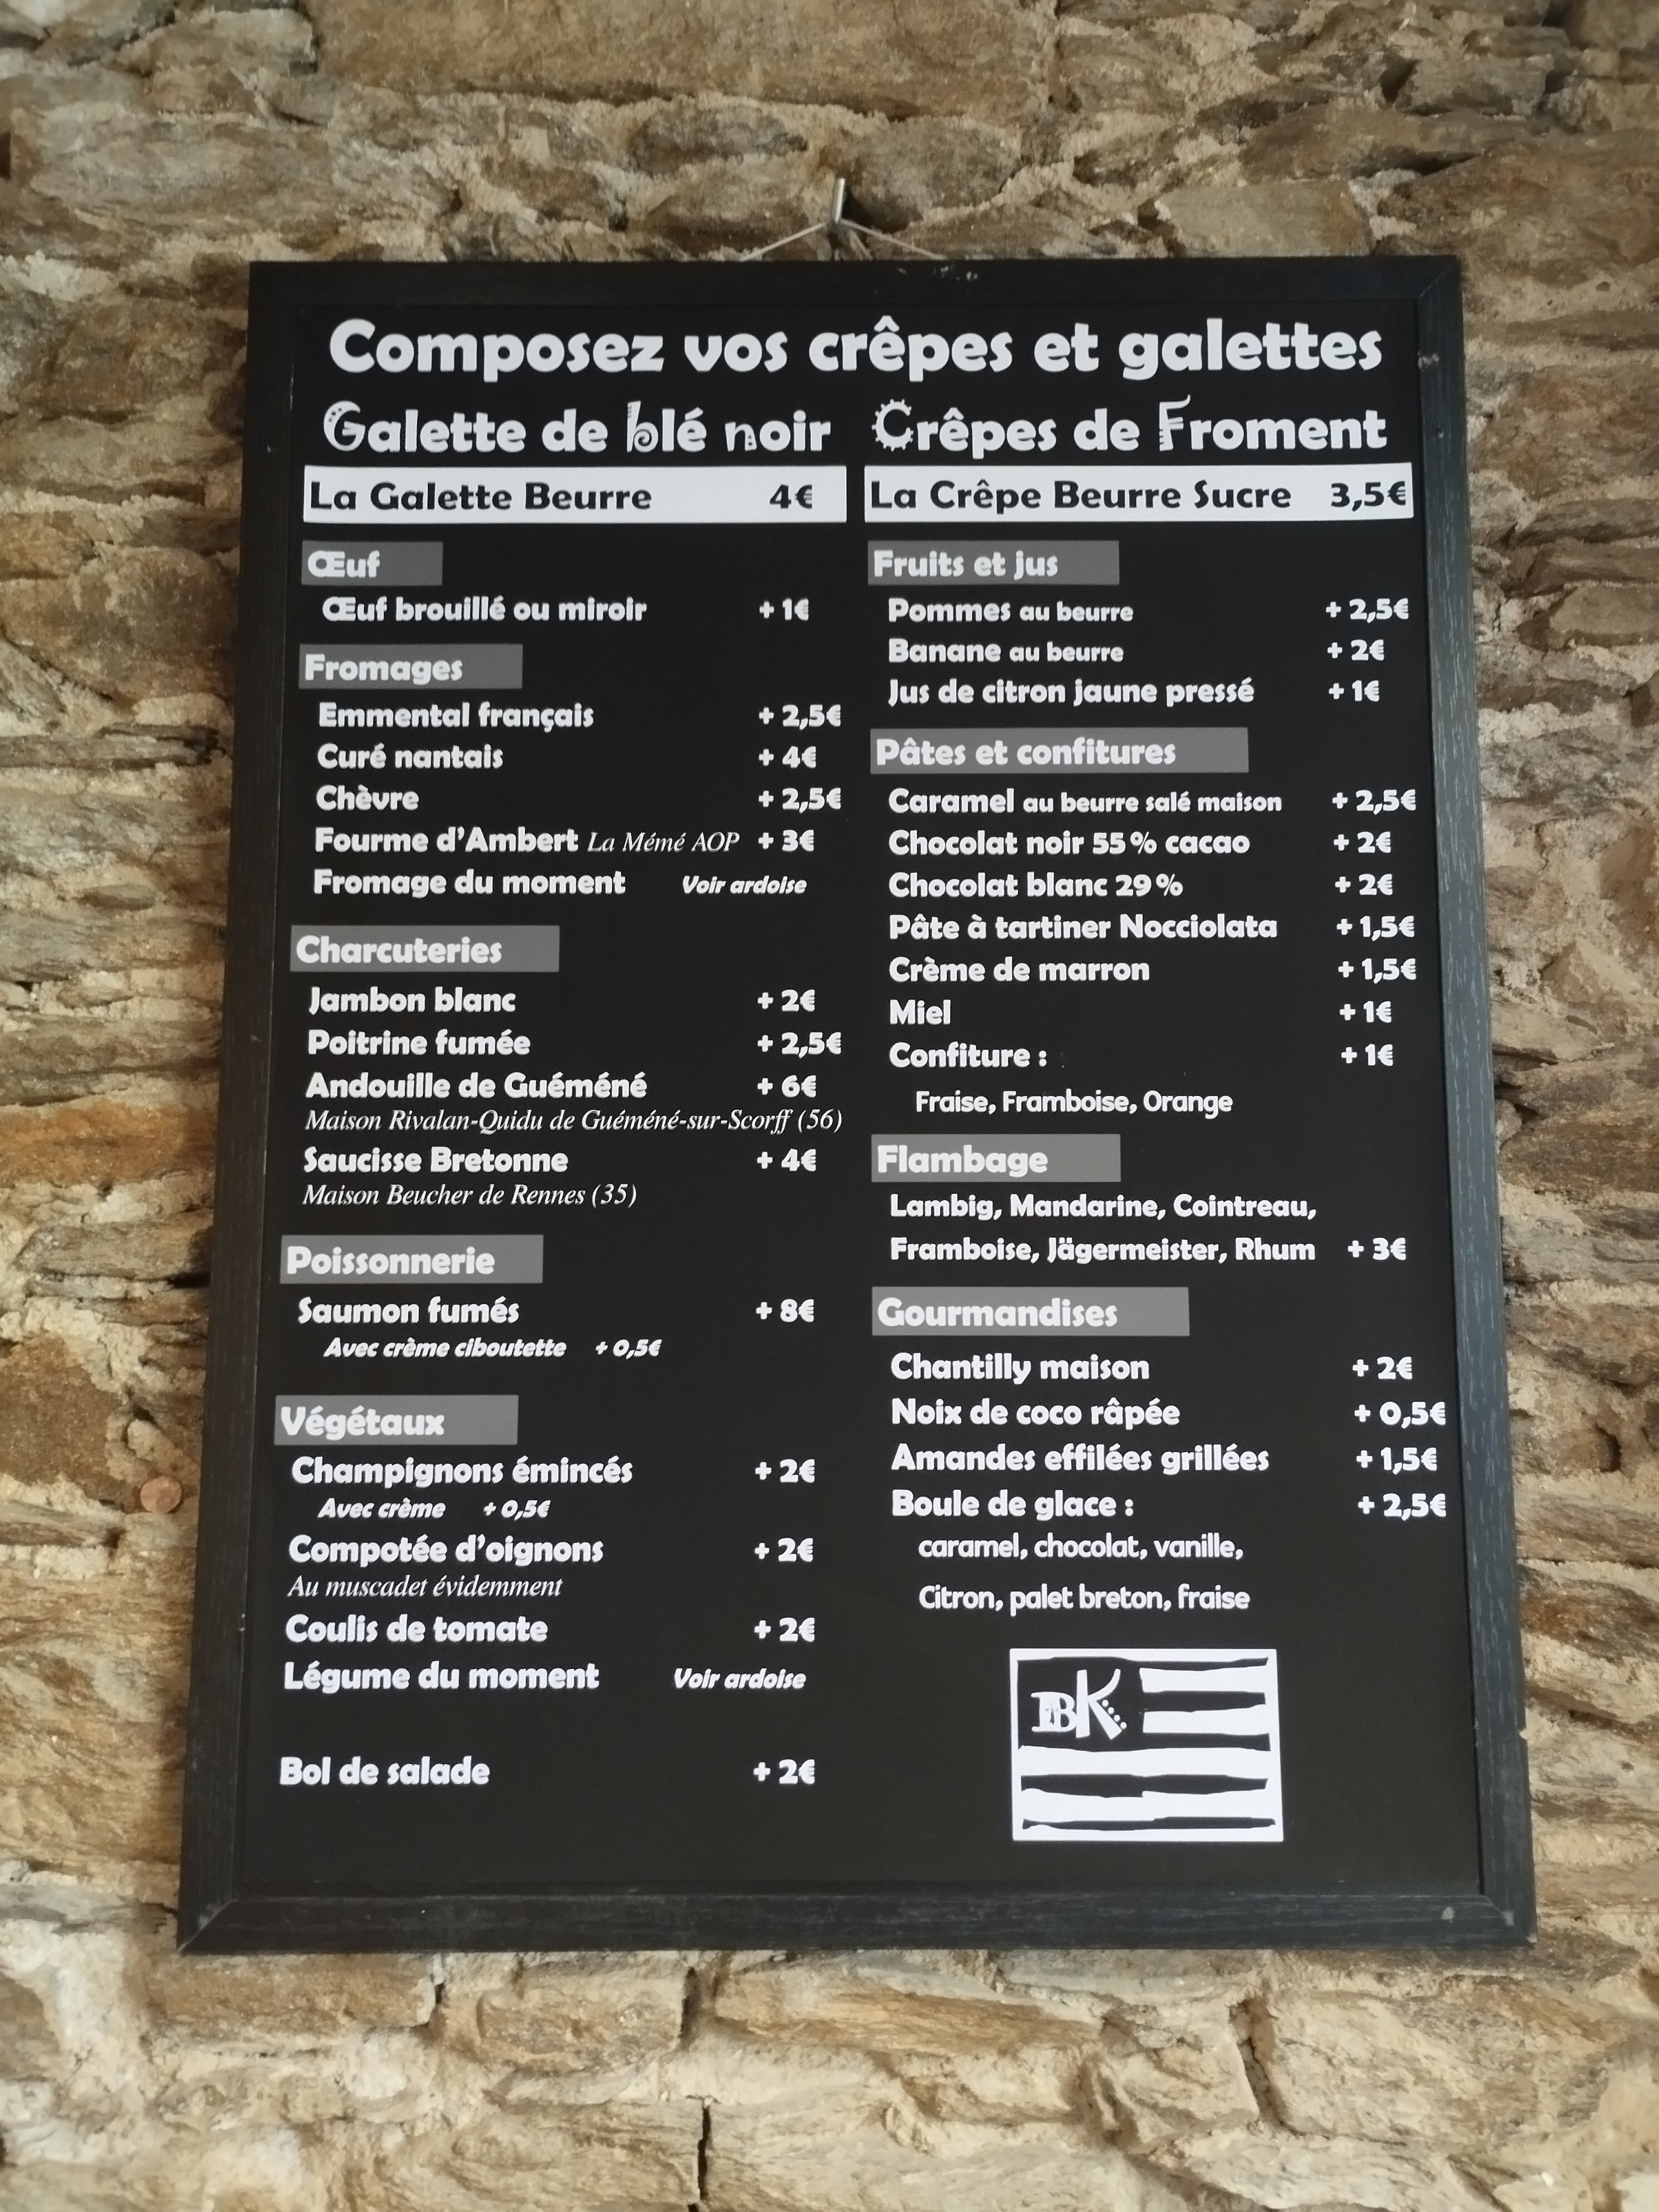 Composez vos crêpes et galettes
Galette de blé noir
La Galette Beurre 4€
Œuf
Œuf brouillé ou miroir + 1€
Fromages
Emmental français + 2,5€
Curé nantais + 4€
Chèvre + 2,5€
Fourme d'Ambert La Mémé AOP + 3€
Fromage du moment Voir ardoise
Charcuteries
Jambon blanc + 2€
Poitrine fumée + 2,5€
Andouille de Guéméné + 6€
Maison Rivalan-Quidu de Guéméné-sur-Scorff (56)
Saucisse Bretonne + 4€
Maison Beucher de Rennes (35)
Poissonnerie
Saumon fumés + 8€
Avec crème ciboutette + 0,5€
Végétaux
Champignons émincés + 2€
Avec crème + 0,5€
Compotée d'oignons + 2€
Au muscadet évidemment
Coulis de tomate + 2€
Légume du moment Voir ardoise
Bol de salade + 2€
Crêpes de Froment
La Crêpe Beurre Sucre 3,5€
Fruits et jus
Pommes au beurre + 2,5€
Banane au beurre + 2€
Jus de citron jaune pressé + 1€
Pâtes et confitures
Caramel au beurre salé maison + 2,5€
Chocolat noir 55% cacao + 2€
Chocolat blanc 29% + 2€
Pâte à tartiner Nocciolata + 1,5€
Crème de marron + 1,5€
Miel + 1€
Confiture : + 1€
Fraise, Framboise, Orange
Flambage
Lambig, Mandarine, Cointreau,
Framboise, Jägermeister, Rhum + 3€
Gourmandises
Chantilly maison + 2€
Noix de coco râpée + 0,5€
Amandes effilées grillées + 1,5€
Boule de glace : + 2,5€
caramel, chocolat, vanille,
Citron, palet breton, fraise
BK